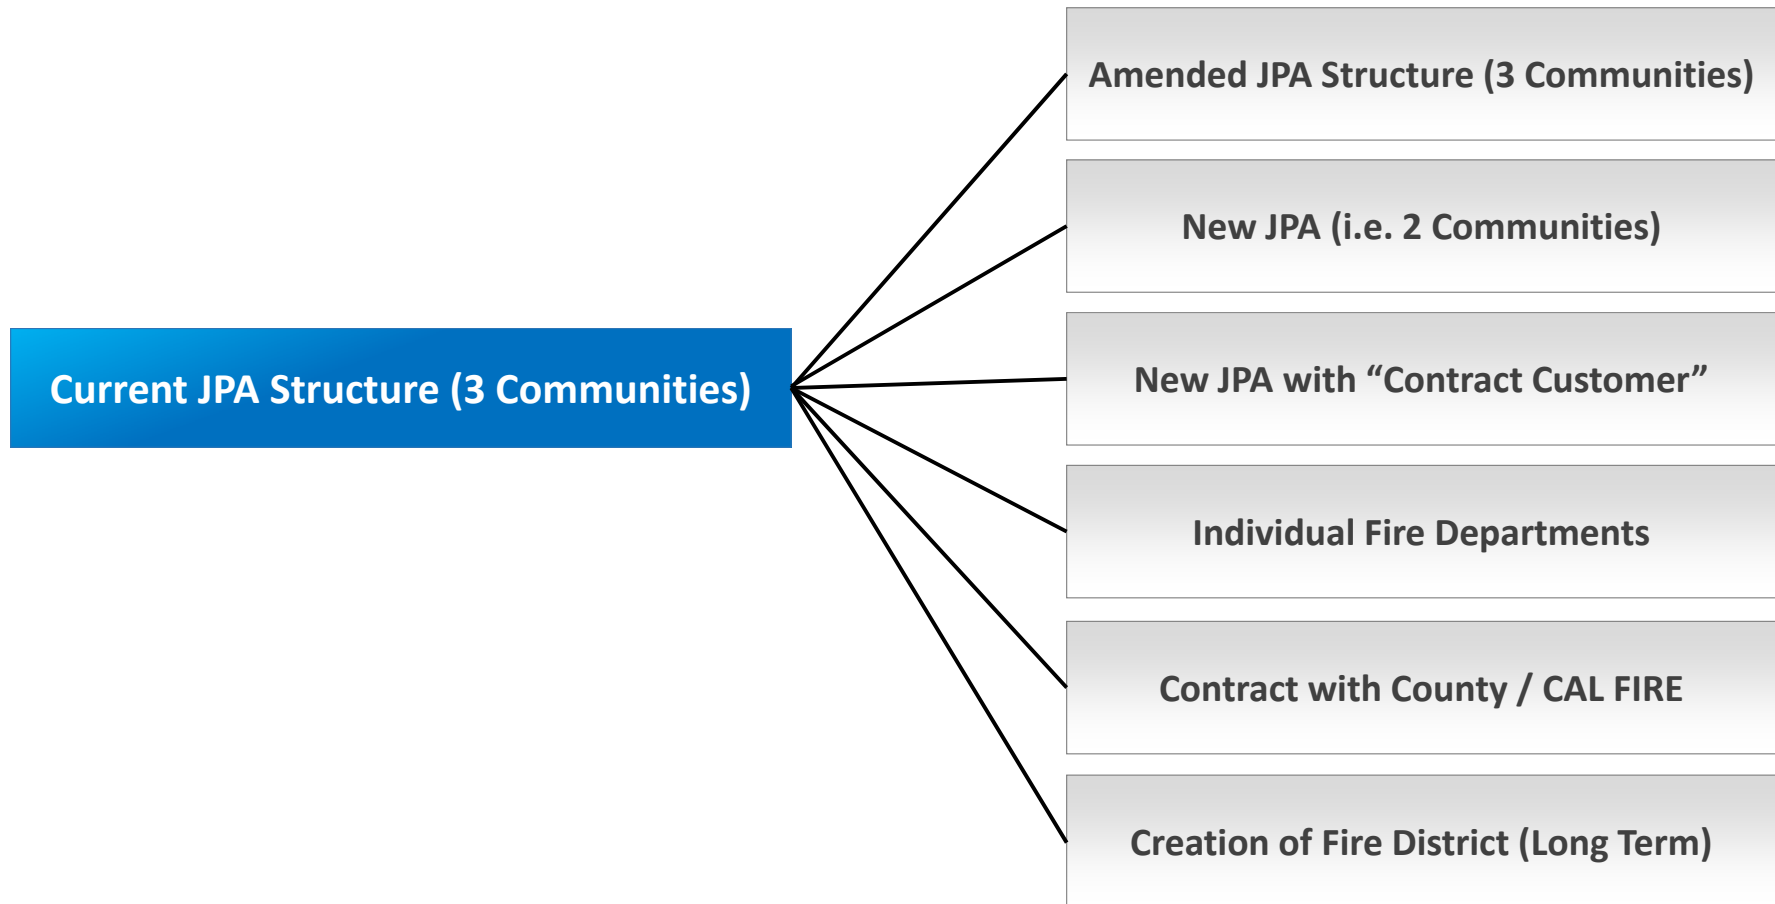 Amended JPA Structure (3 Communities)
New JPA (i.e. 2 Communities)
New JPA with “Contract Customer”
Current JPA Structure (3 Communities)
Individual Fire Departments
Contract with County / CAL FIRE
Creation of Fire District (Long Term)